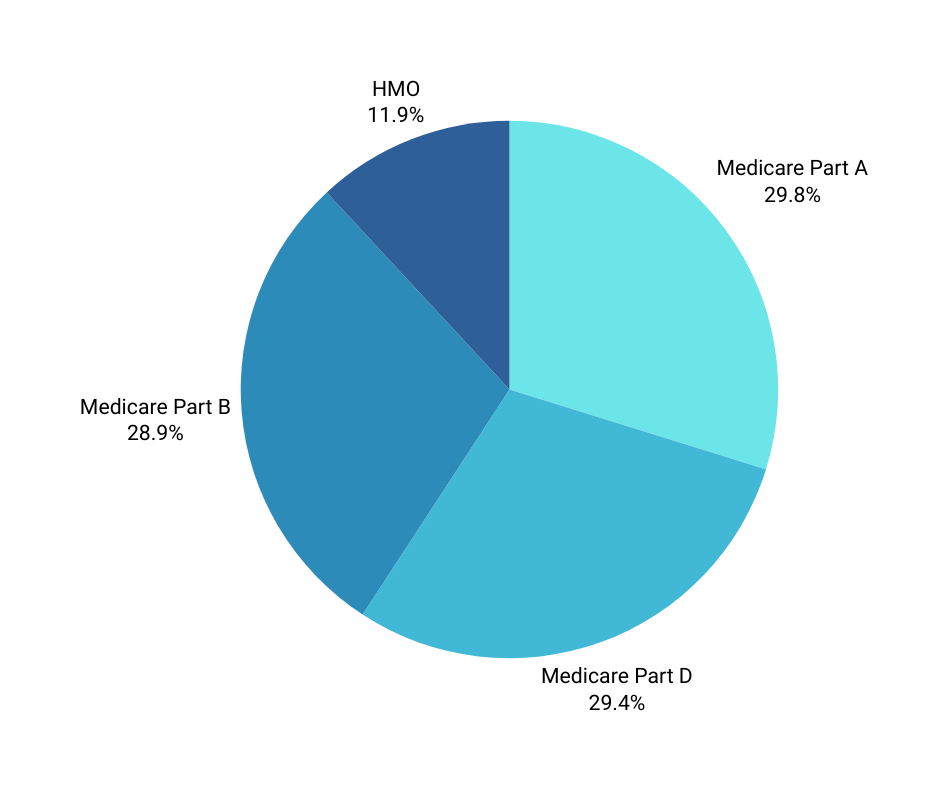 HMO
11.9%
Medicare Part A
29.8%
Medicare Part B
28.9%
Medicare Part D
29.4%